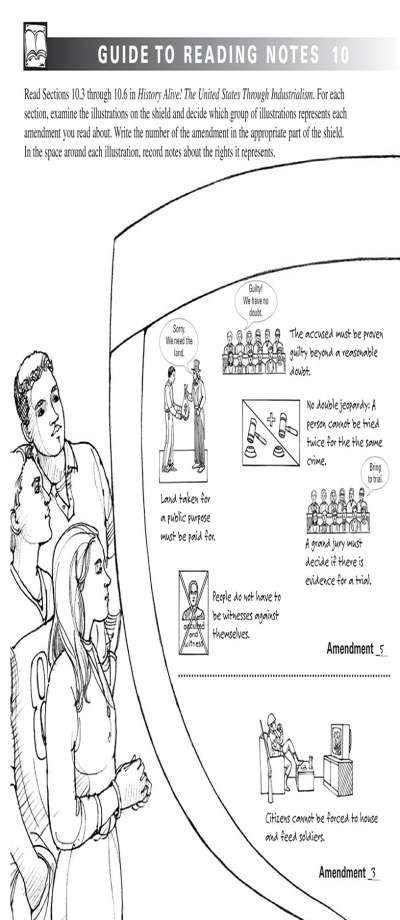 GUIDE TO READING NOTES 10
Read Sections 10.3 through 10.6 in History Alive! The United States Through Industrialism. For each
section, examine the illustrations on the shield and decide which group of illustrations represents each
amendment you read about. Write the number of the amendment in the appropriate part of the shield.
In the space around each illustration, record notes about the rights it represents.
Guilty!
We have no
doubt.
The accused must be proven
guilty beyond a reasonable
doubt.
Sorry.
We need the
land.
No double jeopardy: A
person cannot be tried
twice for the the same
crime.
Land taken for
a public purpose
must be paid for.
Bring
to trial.
A grand jury must
decide if there is
evidence for a trial.
accused
and
witness
People do not have to
be witnesses against
themselves.
Amendment 5
Citizens cannot be forced to house
and feed soldiers.
Amendment 3